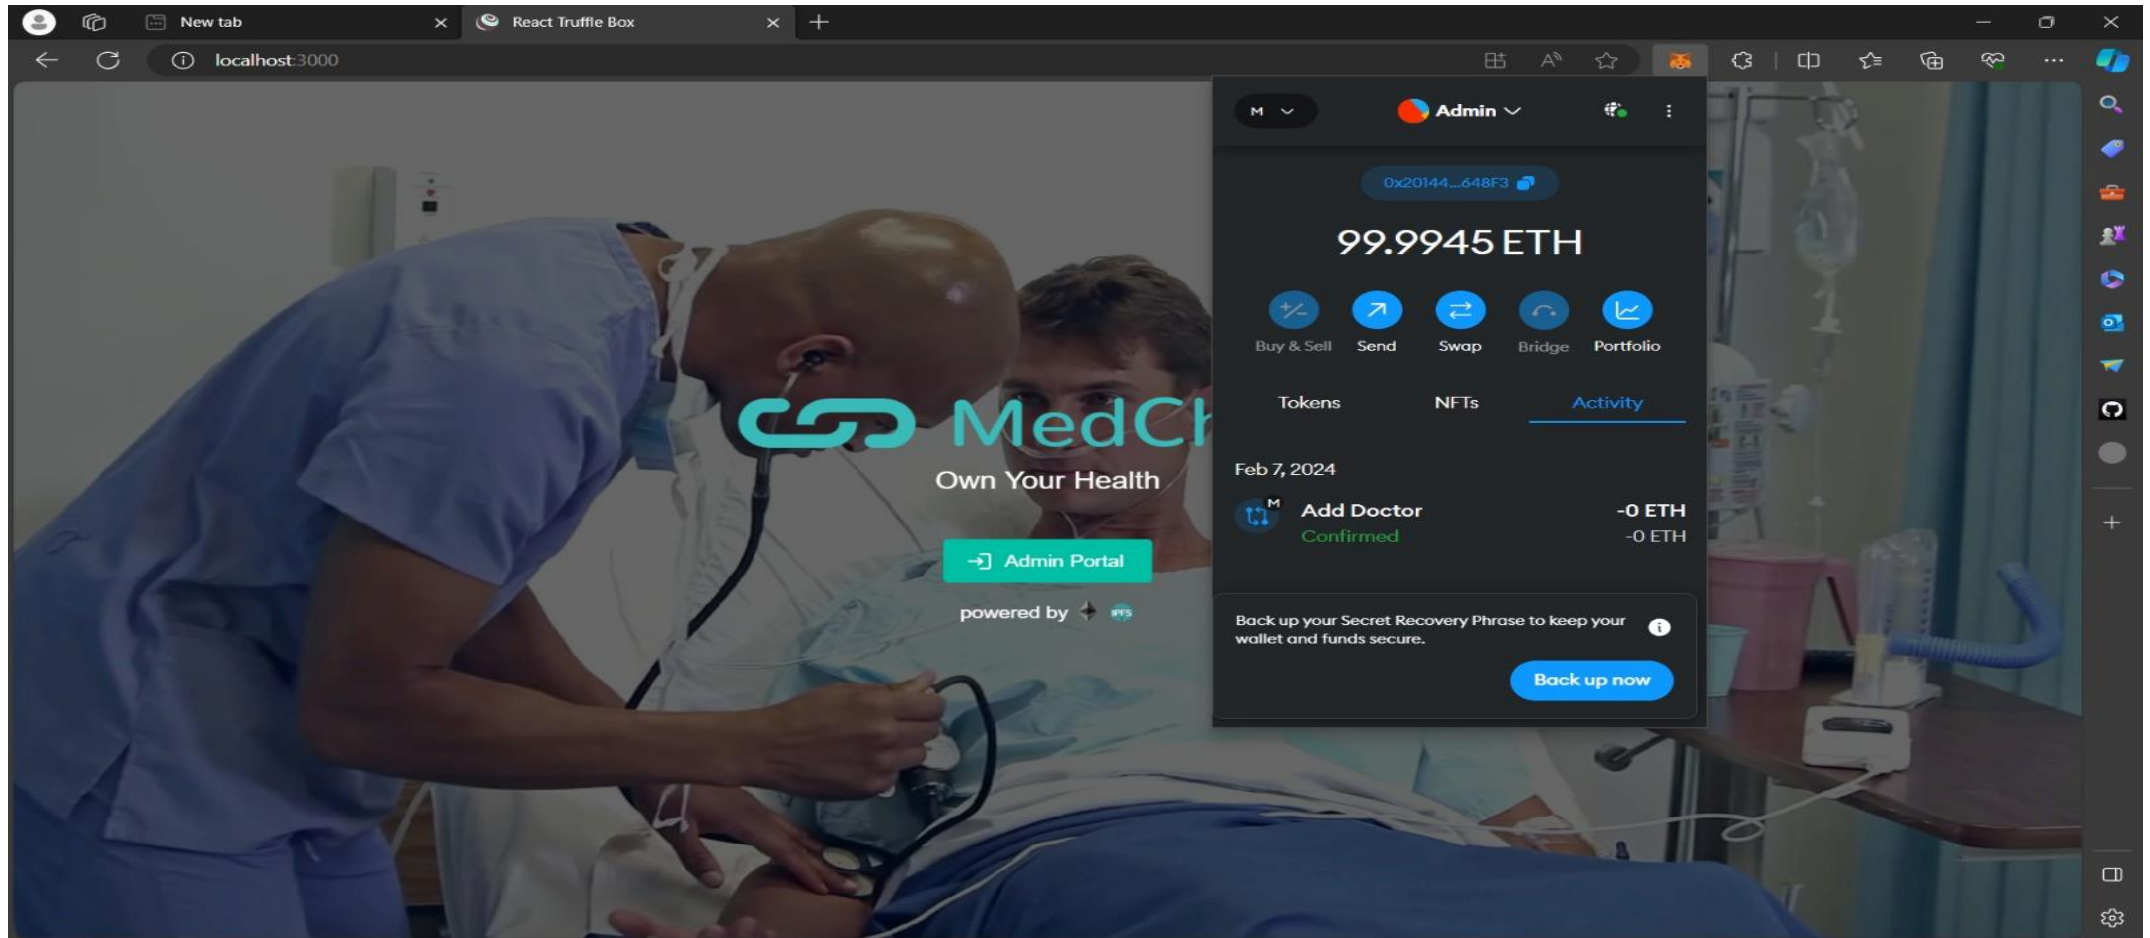 New tab
React Truffle Box
localhost:3000
M
Admin
0x20144...648F3
99.9945 ETH
Buy & Sell
Send
Swap
Bridge
Portfolio
Tokens
NFTs
Activity
Feb 7, 2024
M
Add Doctor
-0 ETH
Confirmed
-0 ETH
Back up your Secret Recovery Phrase to keep your
wallet and funds secure.
Back up now
MedCh
Own Your Health
Admin Portal
powered by
IPFS